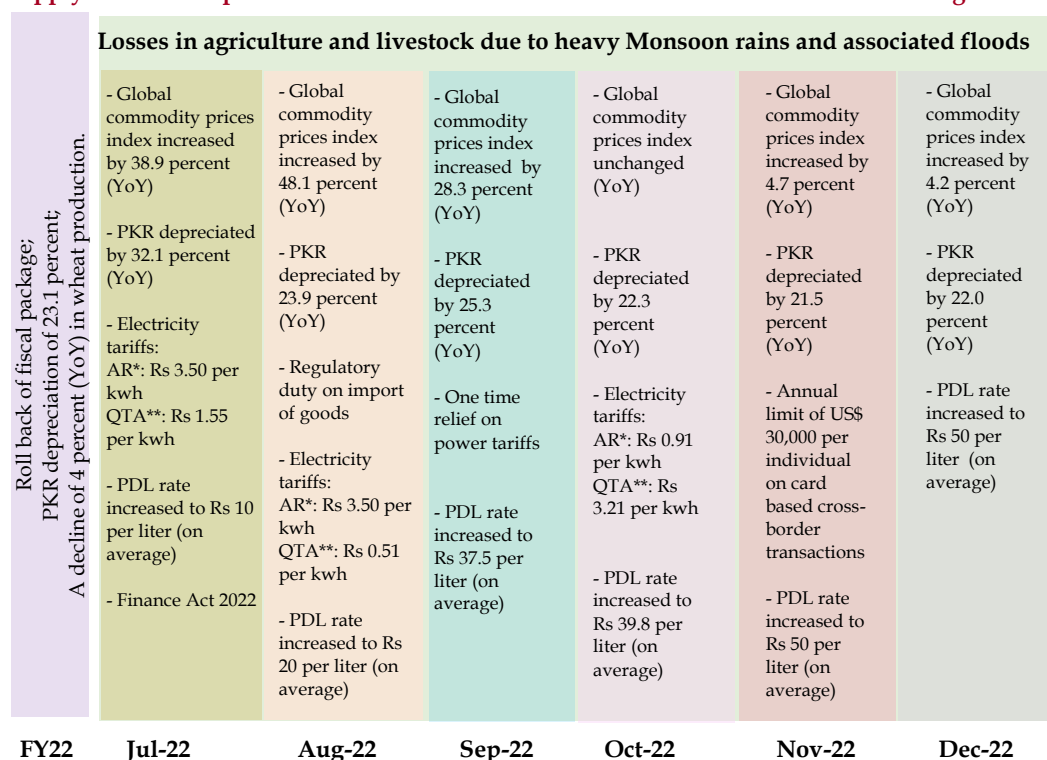 Losses in agriculture and livestock due to heavy Monsoon rains and associated floods
Roll back of fiscal package;
PKR depreciation of 23.1 percent;
A decline of 4 percent (YoY) in wheat production.
FY22
- Global
commodity prices
index increased
by 38.9 percent
(YoY)
- PKR depreciated
by 32.1 percent
(YoY)
- Electricity
tariffs:
AR*: Rs 3.50 per
kwh
QTA**: Rs 1.55
per kwh
- PDL rate
increased to Rs 10
per liter (on
average)
- Finance Act 2022
Jul-22
- Global
commodity
prices index
increased by
48.1 percent
(YoY)
- PKR
depreciated by
23.9 percent
(YoY)
- Regulatory
duty on import
of goods
- Electricity
tariffs:
AR*: Rs 3.50 per
kwh
QTA**: Rs 0.51
per kwh
- PDL rate
increased to Rs
20 per liter (on
average)
Aug-22
- Global
commodity
prices index
increased by
28.3 percent
(YoY)
- PKR
depreciated
by 25.3
percent
(YoY)
- One time
relief on
power tariffs
- PDL rate
increased to
Rs 37.5 per
liter (on
average)
Sep-22
- Global
commodity
prices index
unchanged
(YoY)
- PKR
depreciated
by 22.3
percent
(YoY)
- Electricity
tariffs:
AR*: Rs 0.91
per kwh
QTA**: Rs
3.21 per kwh
- PDL rate
increased to
Rs 39.8 per
liter (on
average)
Oct-22
- Global
commodity
prices index
increased by
4.7 percent
(YoY)
- PKR
depreciated
by 21.5
percent
(YoY)
- Annual
limit of US$
30,000 per
individual
on card
based cross-
border
transactions
- PDL rate
increased to
Rs 50 per
liter (on
average)
Nov-22
- Global
commodity
prices index
increased by
4.2 percent
(YoY)
- PKR
depreciated
by 22.0
percent
(YoY)
- PDL rate
increased to
Rs 50 per
liter (on
average)
Dec-22